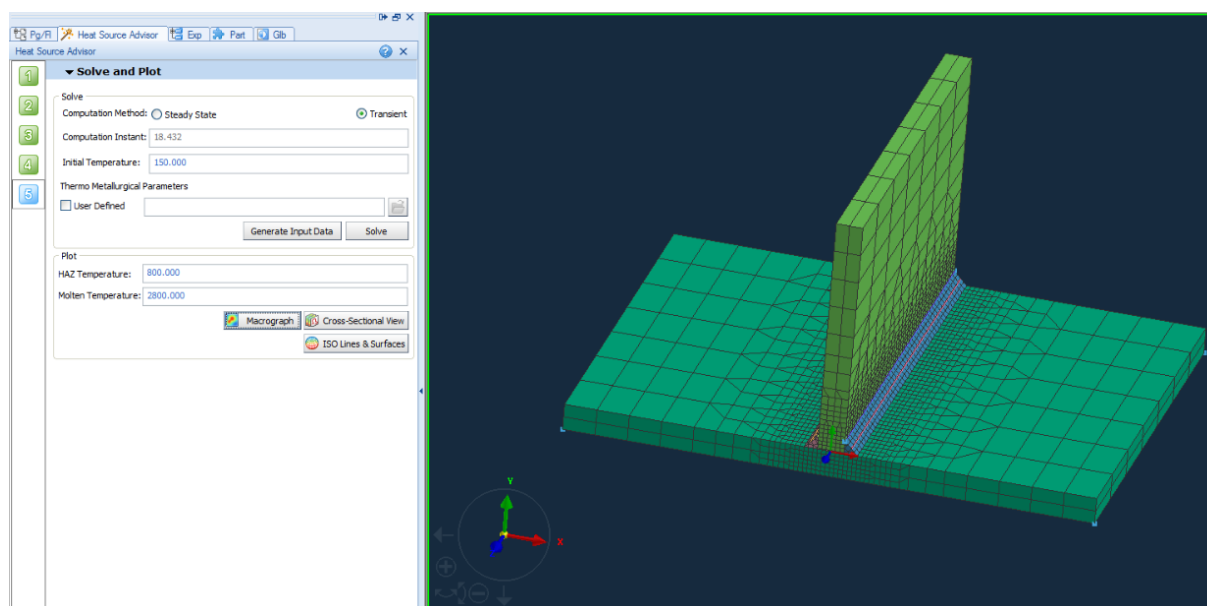 Pg/Fl Heat Source Advisor Exp Part Glb
Heat Source Advisor
1
Solve and Plot
2
Solve
Computation Method: Steady State Transient
3
Computation Instant: 18.432
4
Initial Temperature: 150.000
Thermo Metallurgical Parameters
5
User Defined
Generate Input Data Solve
Plot
HAZ Temperature: 800.000
Molten Temperature: 2800.000
Macrograph Cross-Sectional View
ISO Lines & Surfaces
Y
X